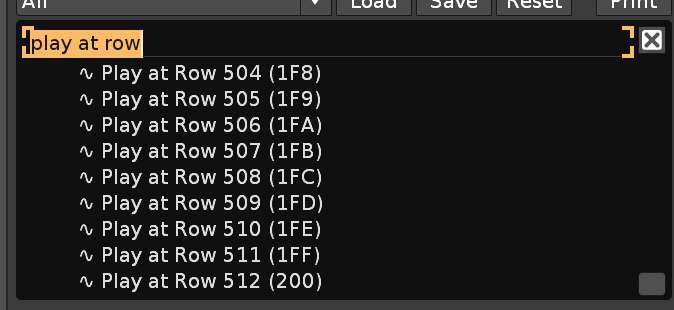 All
Load
Save
Reset
Print
play at row
∿ Play at Row 504 (1F8)
∿ Play at Row 505 (1F9)
∿ Play at Row 506 (1FA)
∿ Play at Row 507 (1FB)
∿ Play at Row 508 (1FC)
∿ Play at Row 509 (1FD)
∿ Play at Row 510 (1FE)
∿ Play at Row 511 (1FF)
∿ Play at Row 512 (200)